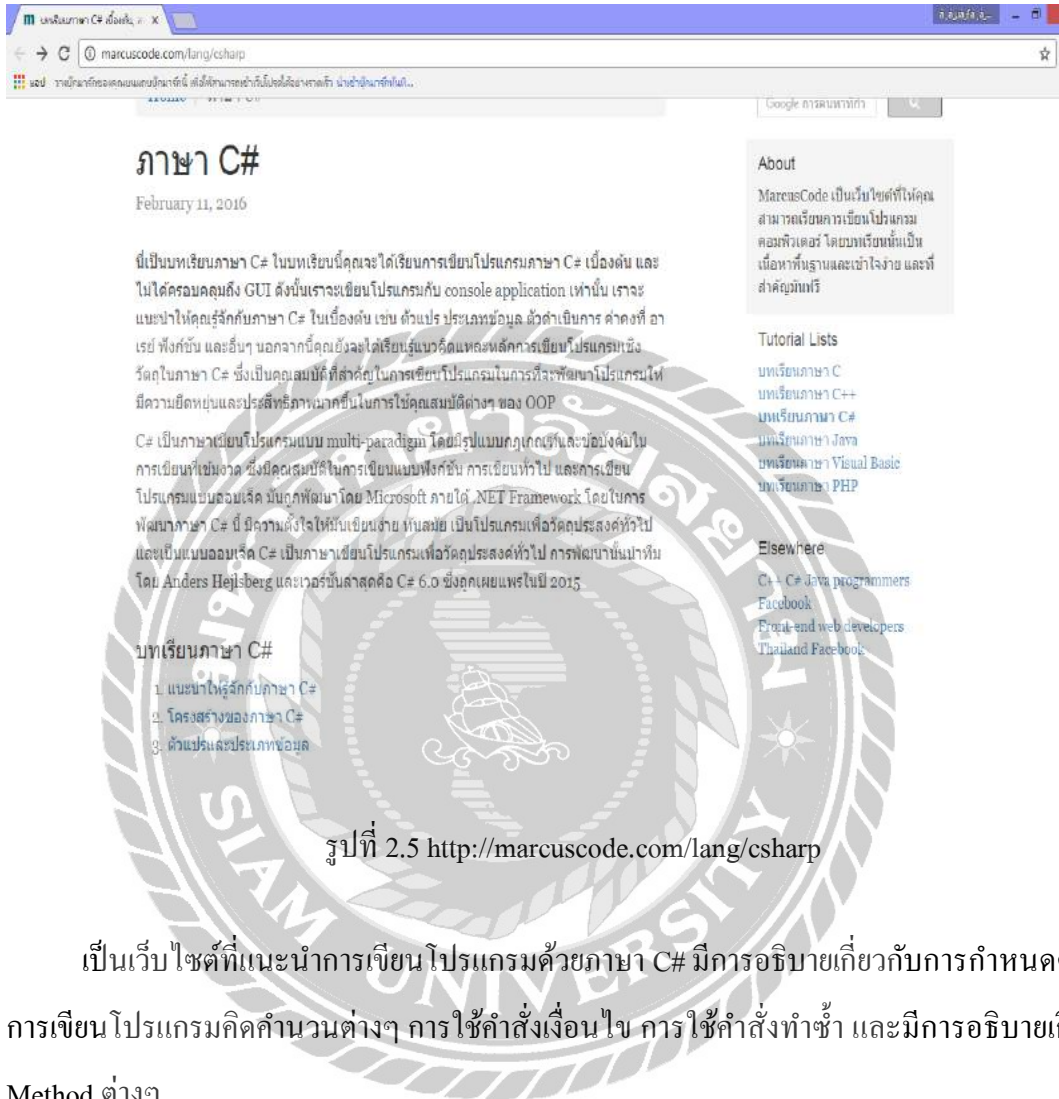 marcuscode.com/lang/csharp
ภาษา C#
February 11, 2016
นี่เป็นบทเรียนภาษา C# ในบทเรียนนี้คุณจะได้เรียนการเขียนโปรแกรมภาษา C# เบื้องต้น และ
ไม่ได้ครอบคลุมถึง GUI ดังนั้นเราจะเขียนโปรแกรมกับ console application เท่านั้น เราจะ
แนะนำให้คุณรู้จักกับภาษา C# ในเบื้องต้น เช่น ตัวแปร ประเภทข้อมูล ตัวดำเนินการ ค่าคงที่ อา
เรย์ ฟังก์ชัน และอื่นๆ นอกจากนี้คุณยังจะได้เรียนรู้แนวคิดและหลักการเขียนโปรแกรมเชิง
วัตถุในภาษา C# ซึ่งเป็นคุณสมบัติที่สำคัญในการเขียนโปรแกรมในการที่จะพัฒนาโปรแกรมให้
มีความยืดหยุ่นและประสิทธิภาพมากขึ้นในการใช้คุณสมบัติต่างๆ ของ OOP
C# เป็นภาษาเขียนโปรแกรมแบบ multi-paradigm โดยมีรูปแบบกฎเกณฑ์และข้อบังคับใน
การเขียนที่เข้มงวด ซึ่งมีคุณสมบัติในการเขียนแบบฟังก์ชัน การเขียนทั่วไป และการเขียน
โปรแกรมแบบออบเจ็ค มันถูกพัฒนาโดย Microsoft ภายใต้ .NET Framework โดยในการ
พัฒนาภาษา C# นี้ มีความตั้งใจให้มันเขียนง่าย ทันสมัย เป็นโปรแกรมเพื่อวัตถุประสงค์ทั่วไป
และเป็นแบบออบเจ็ค C# เป็นภาษาเขียนโปรแกรมเพื่อวัตถุประสงค์ทั่วไป การพัฒนานั้นนำทีม
โดย Anders Hejlsberg และเวอร์ชันล่าสุดคือ C# 6.0 ซึ่งถูกเผยแพร่ในปี 2015
บทเรียนภาษา C#
1. แนะนำให้รู้จักกับภาษา C#
2. โครงสร้างของภาษา C#
3. ตัวแปรและประเภทข้อมูล
About
MarcusCode เป็นเว็บไซต์ที่ให้คุณ
สามารถเรียนการเขียนโปรแกรม
คอมพิวเตอร์ โดยบทเรียนนั้นเป็น
เนื้อหาพื้นฐานและเข้าใจง่าย และที่
สำคัญมันฟรี
Tutorial Lists
บทเรียนภาษา C
บทเรียนภาษา C++
บทเรียนภาษา C#
บทเรียนภาษา Java
บทเรียนภาษา Visual Basic
บทเรียนภาษา PHP
Elsewhere
C++ C# Java programmers
Facebook
Front-end web developers
Thailand Facebook
มหาวิทยาลัยสยาม
SIAM UNIVERSITY
รูปที่ 2.5 http://marcuscode.com/lang/csharp
เป็นเว็บไซต์ที่แนะนำการเขียนโปรแกรมด้วยภาษา C# มีการอธิบายเกี่ยวกับการกำหนด
การเขียนโปรแกรมคิดคำนวนต่างๆ การใช้คำสั่งเงื่อนไข การใช้คำสั่งทำซ้ำ และมีการอธิบาย
Method ต่างๆ